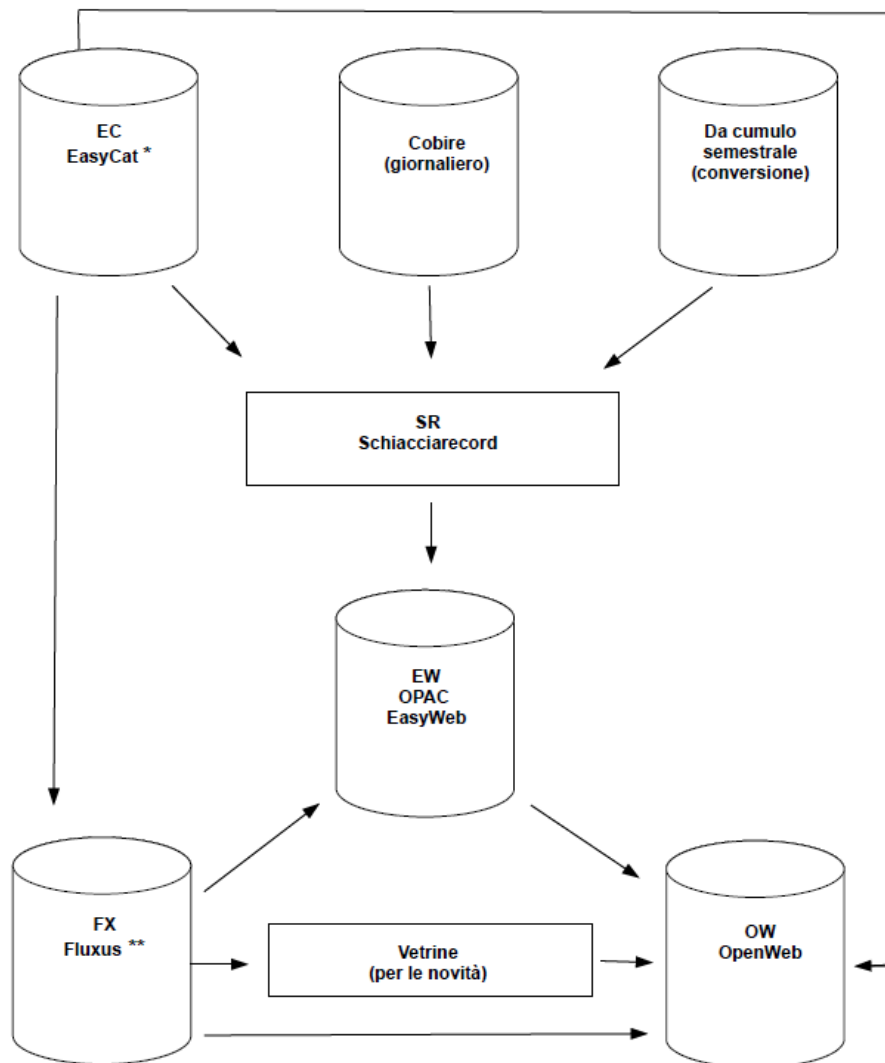 EC
EasyCat *
Cobire
(giornaliero)
Da cumulo
semestrale
(conversione)
SR
Schiacciarecord
EW
OPAC
EasyWeb
FX
Fluxus **
Vetrine
(per le novità)
OW
OpenWeb